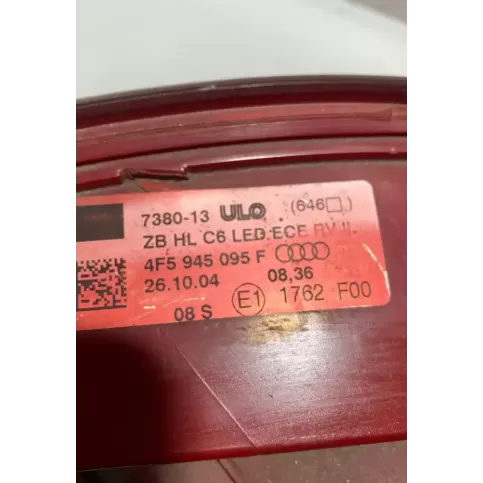 7380-13 ULO (646□)
ZB HL C6 LED ECE RV II
4F5 945 095 F
26.10.04 08,36
08 S E1 1762 F00